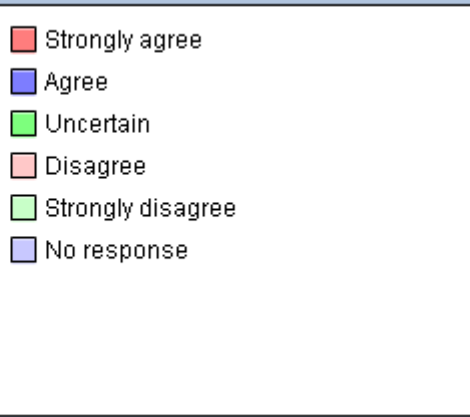 Strongly agree
Agree
Uncertain
Disagree
Strongly disagree
No response